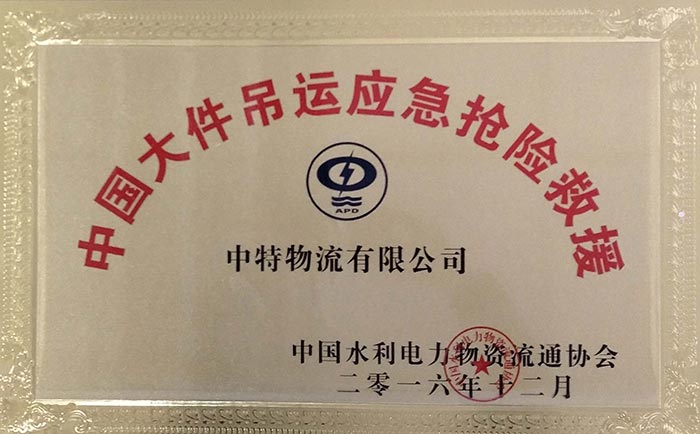 中国大件吊运应急抢险救援
APD
中特物流有限公司
中国水利电力物资流通协会
二零一六年十二月